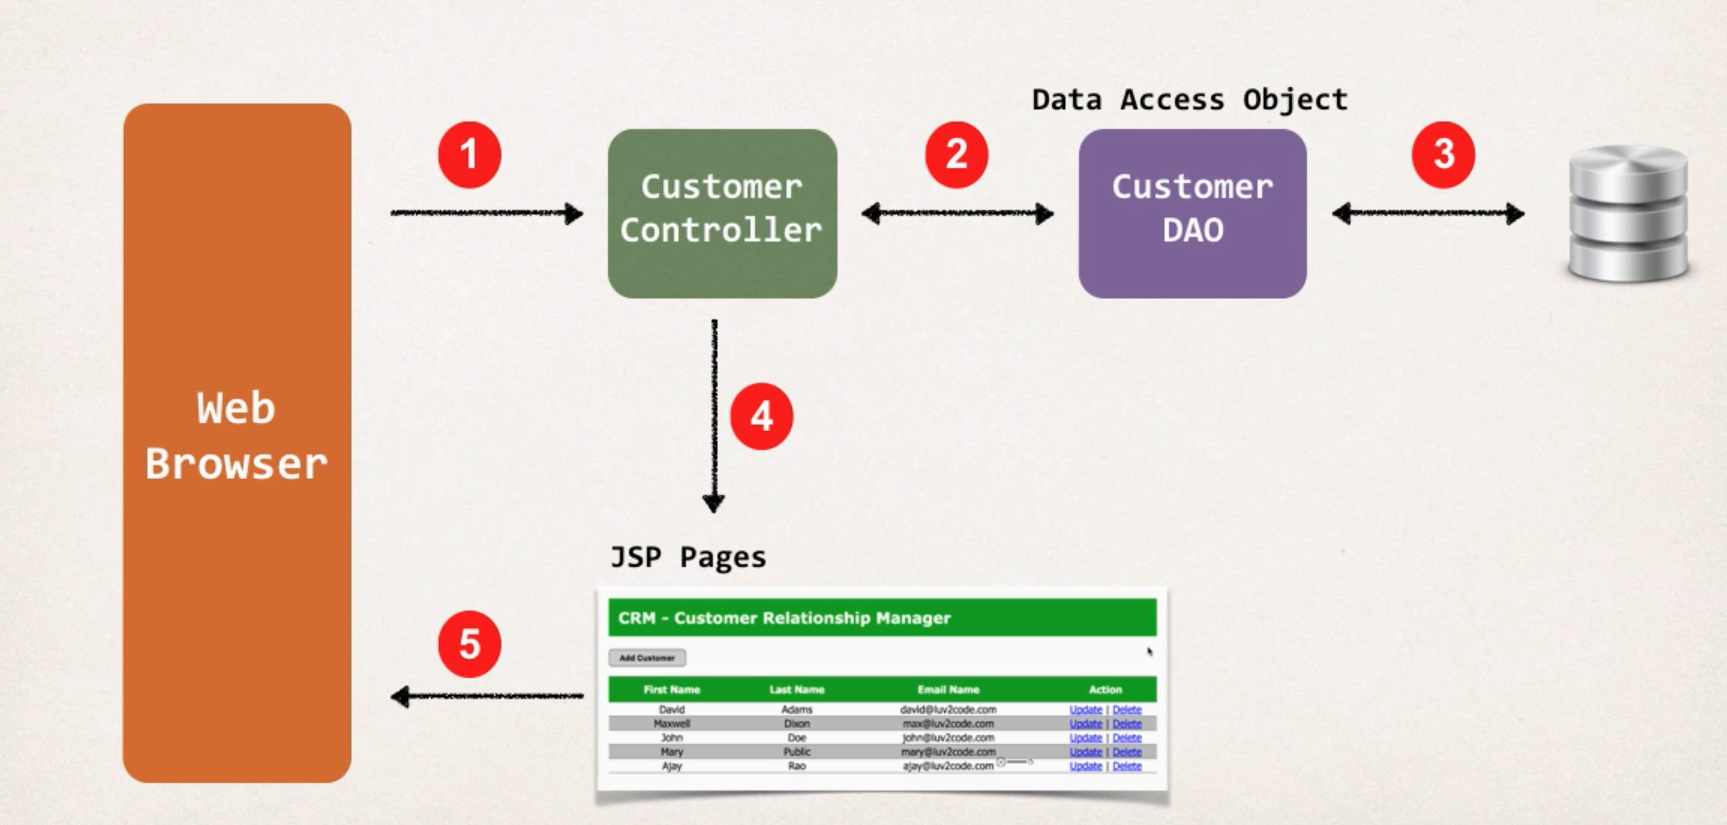 Data Access Object
1
Customer
Controller
2
Customer
DAO
3
Web
Browser
4
JSP Pages
5
CRM - Customer Relationship Manager
Add Customer
First Name Last Name Email Name Action
David Adams david@luv2code.com Update | Delete
Maxwell Dixon max@luv2code.com Update | Delete
John Doe john@luv2code.com Update | Delete
Mary Public mary@luv2code.com Update | Delete
Ajay Rao ajay@luv2code.com Update | Delete